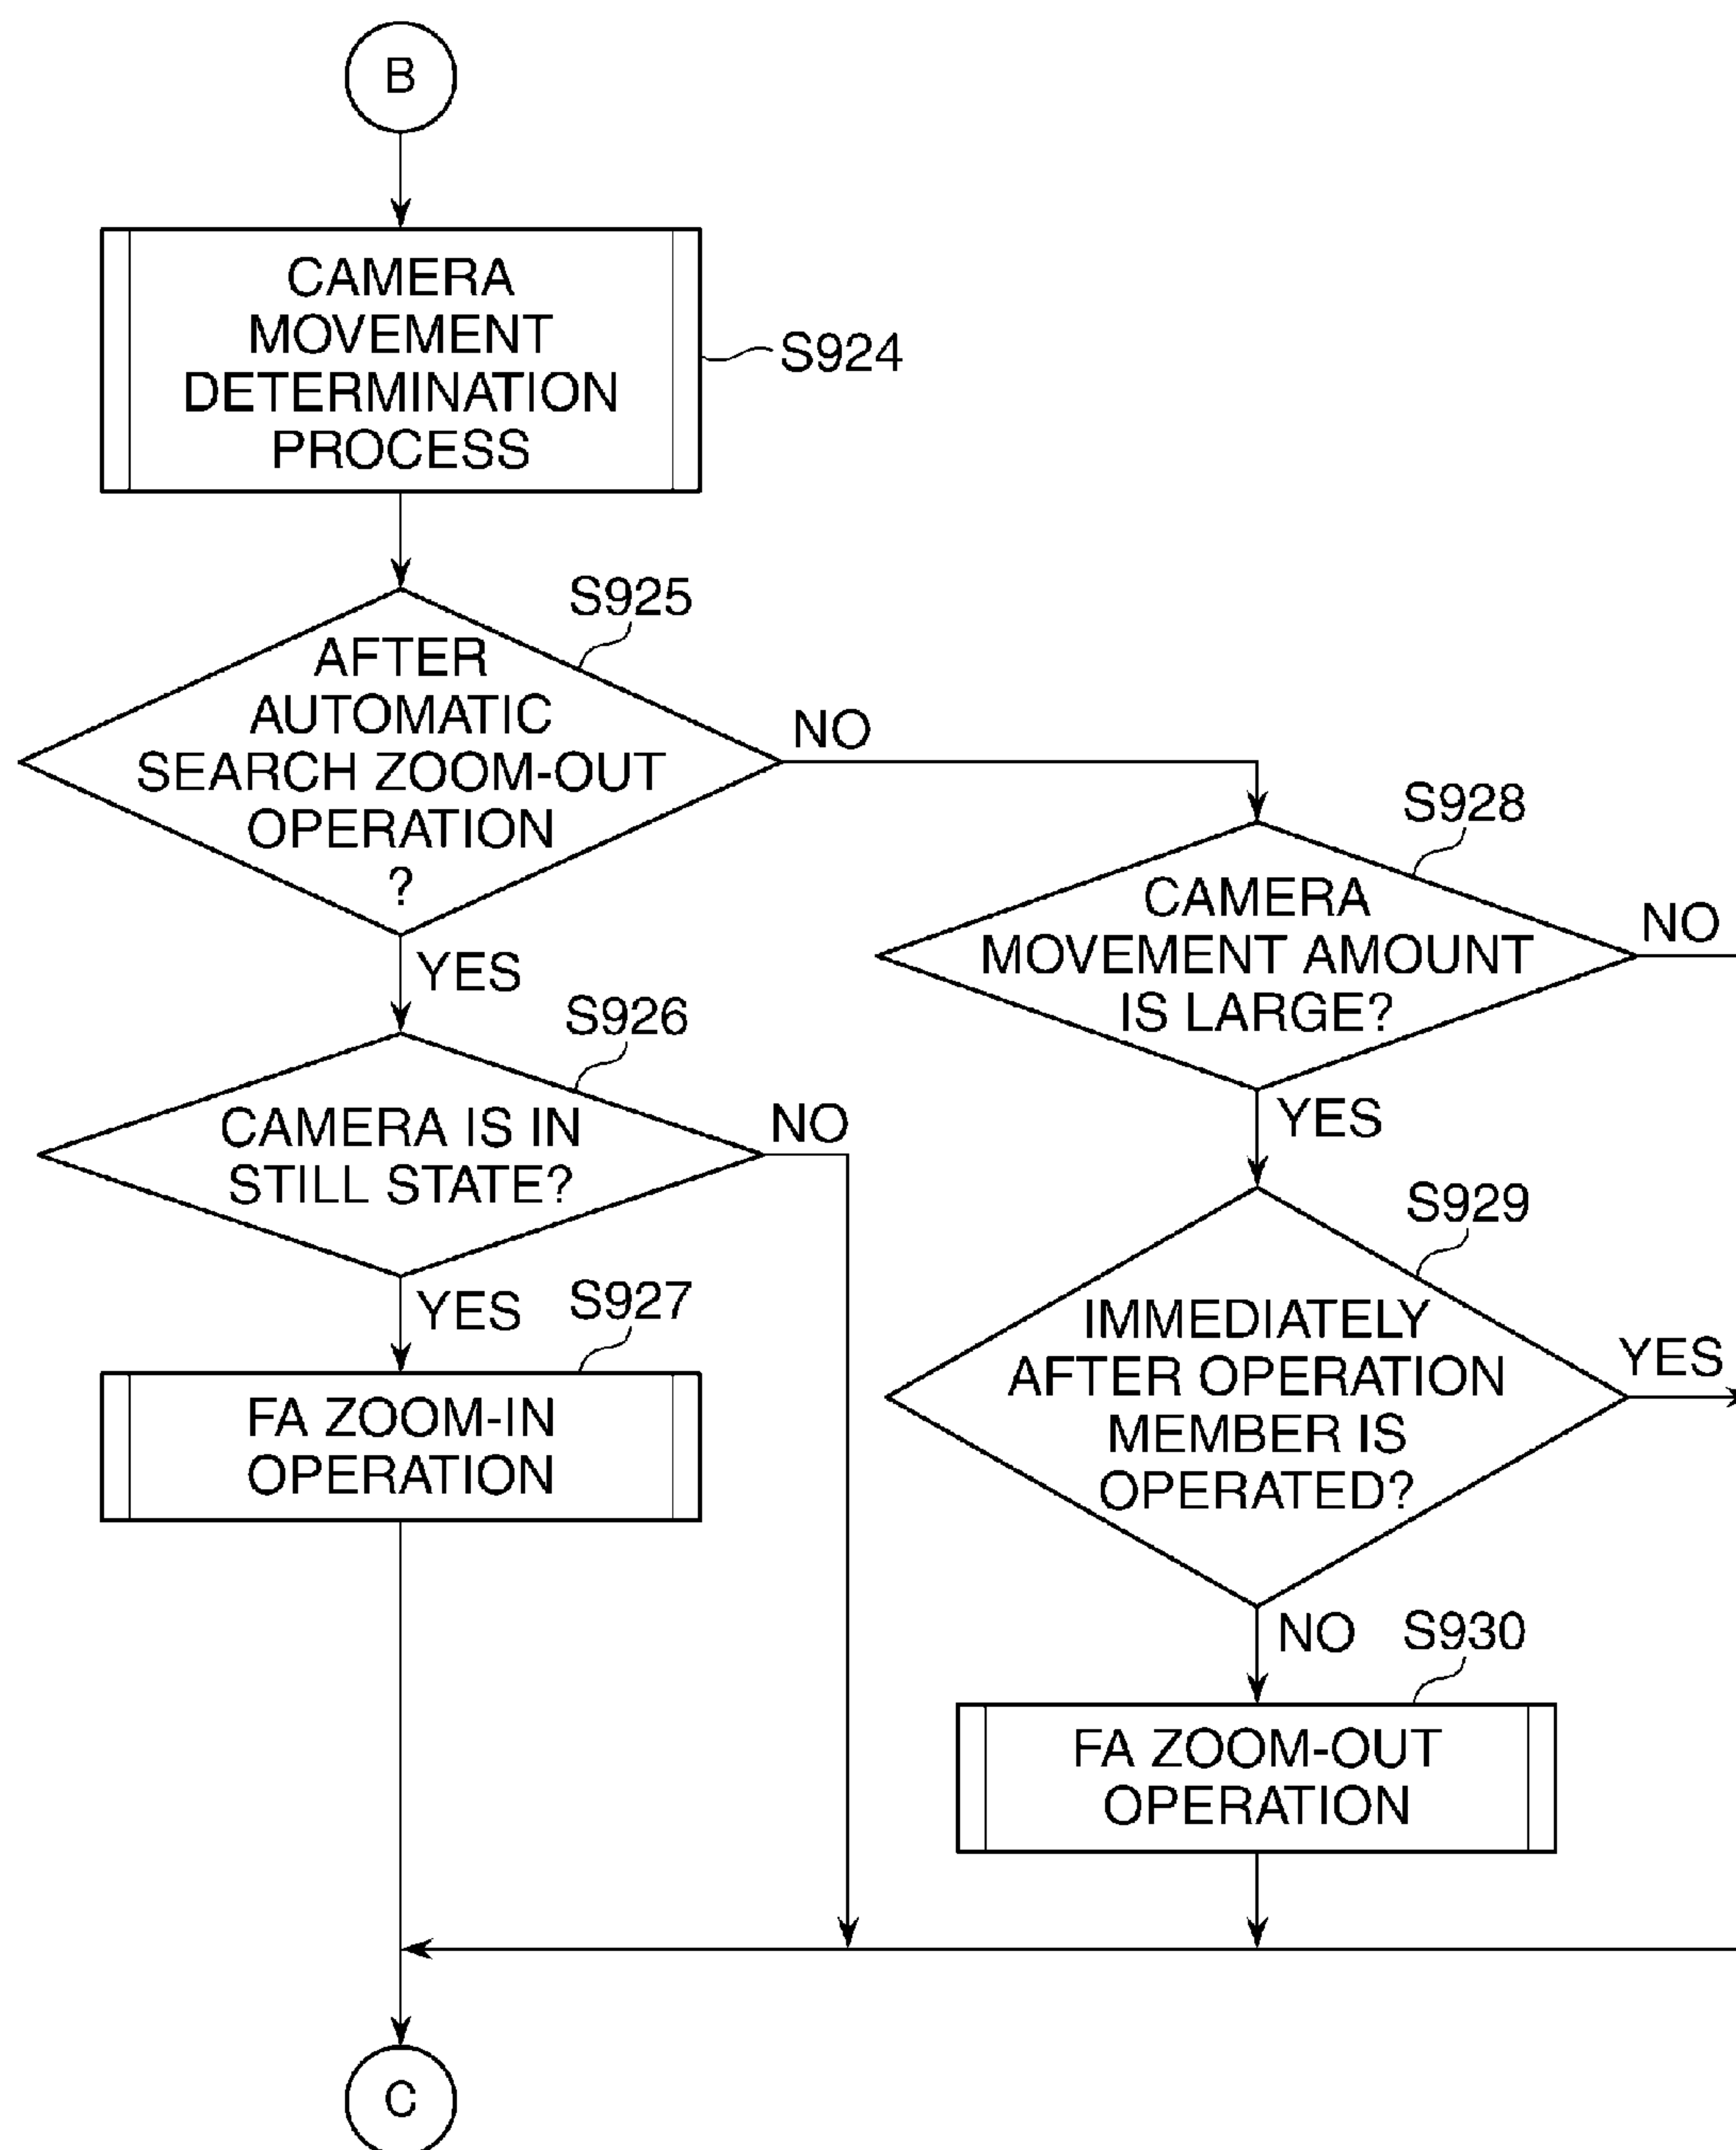 B
CAMERA
MOVEMENT
DETERMINATION
PROCESS
S924
S925
AFTER
AUTOMATIC
SEARCH ZOOM-OUT
OPERATION
?
NO
YES
S926
CAMERA IS IN
STILL STATE?
NO
YES
S927
FA ZOOM-IN
OPERATION
S928
CAMERA
MOVEMENT AMOUNT
IS LARGE?
NO
YES
S929
IMMEDIATELY
AFTER OPERATION
MEMBER IS
OPERATED?
YES
NO
S930
FA ZOOM-OUT
OPERATION
C